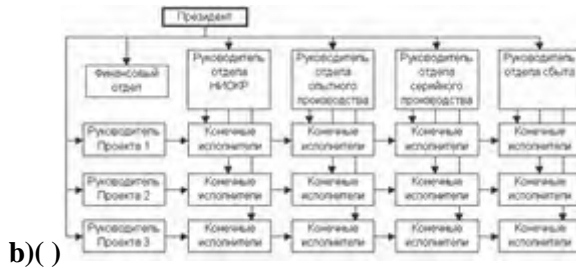 Президент
Финансовый
отдел
Руководитель
отдела
НИОКР
Руководитель
отдела
опытного
производства
Руководитель
отдела
серийного
производства
Руководитель
отдела сбыта
Руководитель
Проекта 1
Конечные
исполнители
Конечные
исполнители
Конечные
исполнители
Конечные
исполнители
Руководитель
Проекта 2
Конечные
исполнители
Конечные
исполнители
Конечные
исполнители
Конечные
исполнители
Руководитель
Проекта 3
Конечные
исполнители
Конечные
исполнители
Конечные
исполнители
Конечные
исполнители
b)( )